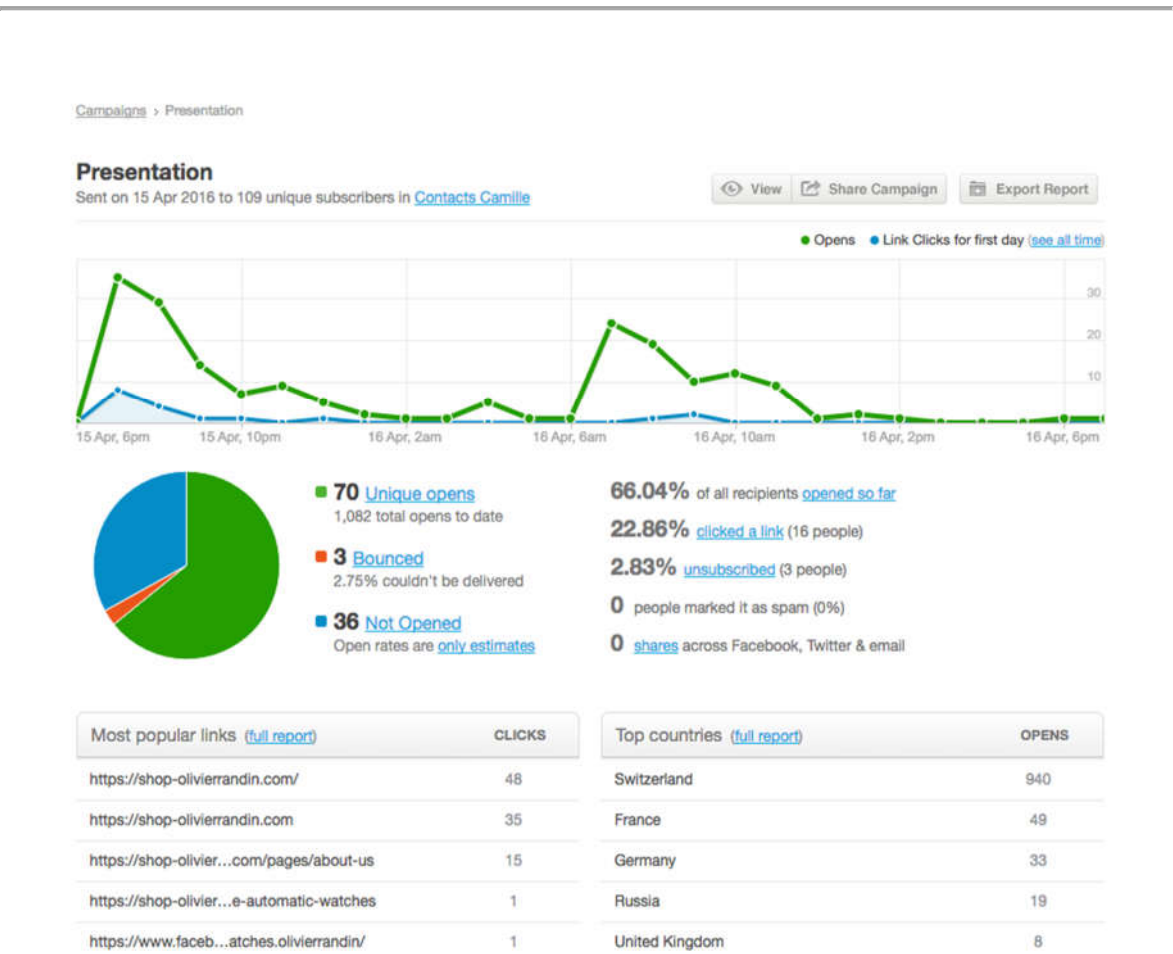 Campaigns > Presentation
Presentation
Sent on 15 Apr 2016 to 109 unique subscribers in Contacts Camille
View
Share Campaign
Export Report
Opens
Link Clicks for first day (see all time)
30
20
10
15 Apr, 6pm
15 Apr, 10pm
16 Apr, 2am
16 Apr, 6am
16 Apr, 10am
16 Apr, 2pm
16 Apr, 6pm
70 Unique opens
1,082 total opens to date
3 Bounced
2.75% couldn't be delivered
36 Not Opened
Open rates are only estimates
66.04% of all recipients opened so far
22.86% clicked a link (16 people)
2.83% unsubscribed (3 people)
0 people marked it as spam (0%)
0 shares across Facebook, Twitter & email
Most popular links (full report) CLICKS
https://shop-olivierrandin.com/ 48
https://shop-olivierrandin.com 35
https://shop-olivier...com/pages/about-us 15
https://shop-olivier...e-automatic-watches 1
https://www.faceb...atches.olivierrandin/ 1
Top countries (full report) OPENS
Switzerland 940
France 49
Germany 33
Russia 19
United Kingdom 8